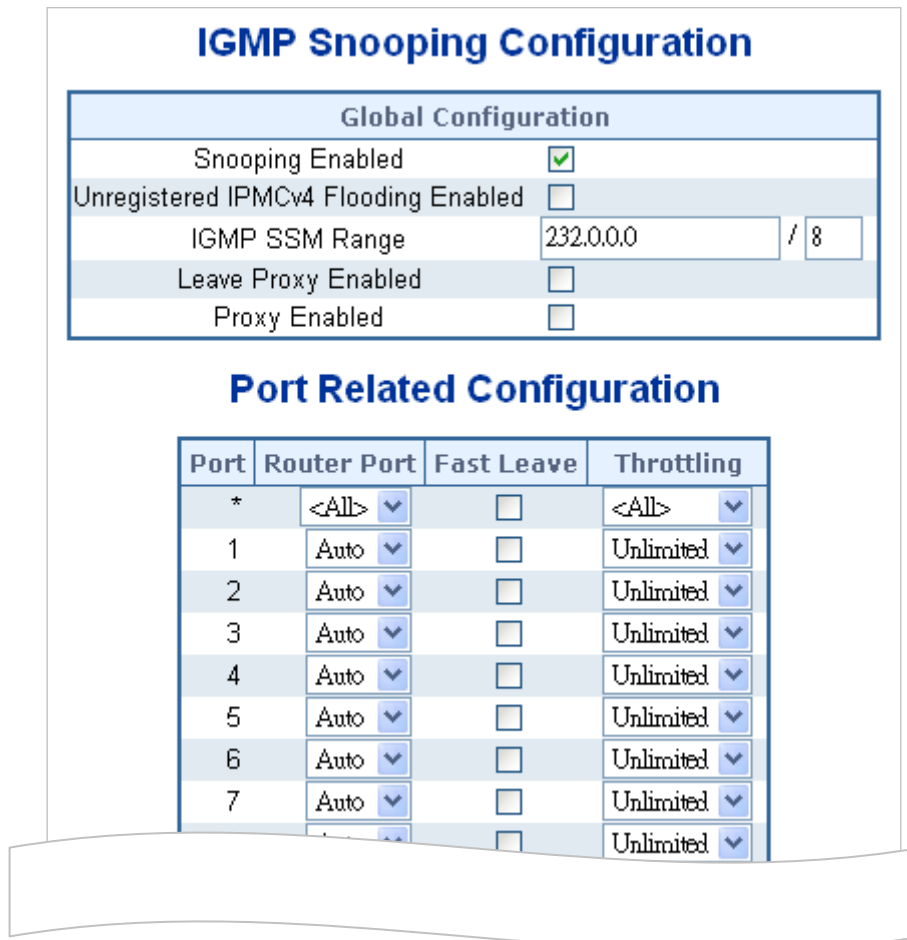 IGMP Snooping Configuration
Global Configuration
Snooping Enabled
Unregistered IPMCv4 Flooding Enabled
IGMP SSM Range 232.0.0.0 / 8
Leave Proxy Enabled
Proxy Enabled
Port Related Configuration
Port Router Port Fast Leave Throttling
* <All> <All>
1 Auto Unlimited
2 Auto Unlimited
3 Auto Unlimited
4 Auto Unlimited
5 Auto Unlimited
6 Auto Unlimited
7 Auto Unlimited
Unlimited